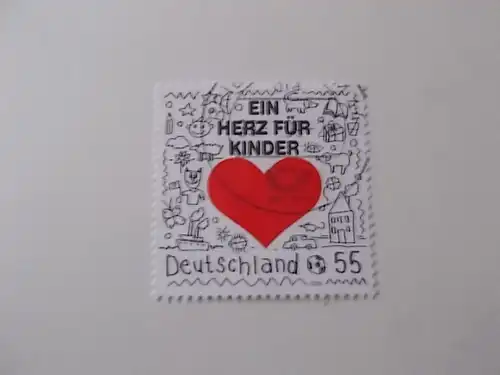 EIN
HERZ FÜR
KINDER
Deutschland 55